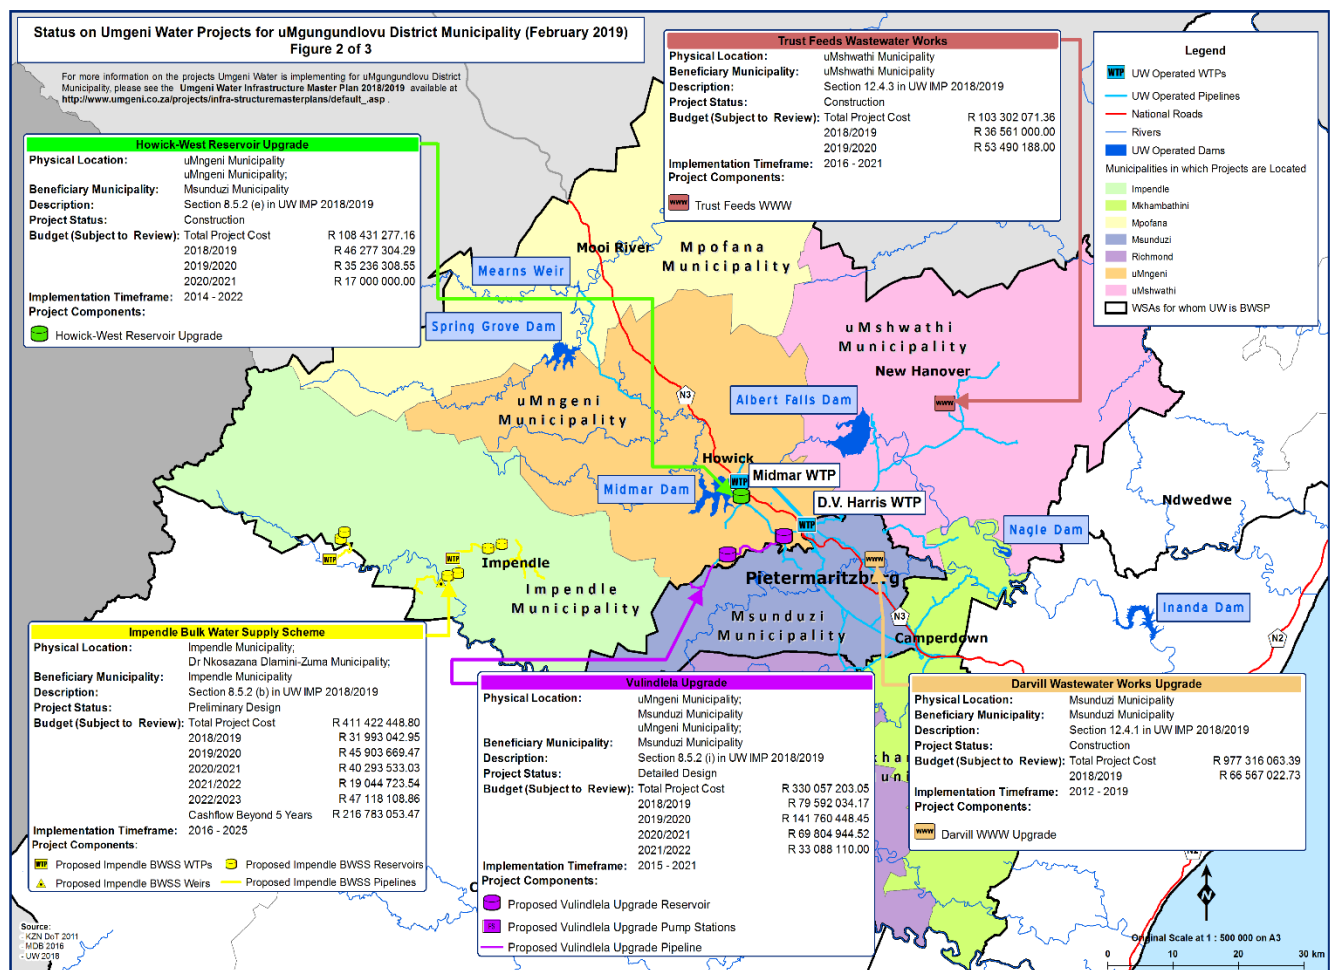 Status on Umgeni Water Projects for uMgungundlovu District Municipality (February 2019)
Figure 2 of 3
For more information on the projects Umgeni Water is implementing for uMgungundlovu District
Municipality, please see the Umgeni Water Infrastructure Master Plan 2018/2019 available at
http://www.umgeni.co.za/projects/infra-structuremasterplans/default_.asp .
Howick-West Reservoir Upgrade
Physical Location: uMngeni Municipality
uMngeni Municipality;
Beneficiary Municipality: Msunduzi Municipality
Description: Section 8.5.2 (e) in UW IMP 2018/2019
Project Status: Construction
Budget (Subject to Review): Total Project Cost R 108 431 277.16
2018/2019 R 46 277 304.29
2019/2020 R 35 236 308.55
2020/2021 R 17 000 000.00
Implementation Timeframe: 2014 - 2022
Project Components:
Howick-West Reservoir Upgrade
Trust Feeds Wastewater Works
Physical Location: uMshwathi Municipality
Beneficiary Municipality: uMshwathi Municipality
Description: Section 12.4.3 in UW IMP 2018/2019
Project Status: Construction
Budget (Subject to Review): Total Project Cost R 103 302 071.36
2018/2019 R 36 561 000.00
2019/2020 R 53 490 188.00
Implementation Timeframe: 2016 - 2021
Project Components:
WWW Trust Feeds WWW
Legend
WTP UW Operated WTPs
UW Operated Pipelines
National Roads
Rivers
UW Operated Dams
Municipalities in which Projects are Located
Impendle
Mkhambathini
Mpofana
Msunduzi
Richmond
uMngeni
uMshwathi
WSAs for whom UW is BWSP
Mooi River
Mpofana
Municipality
Mearns Weir
Spring Grove Dam
uMshwathi
Municipality
New Hanover
WWW
uMngeni
Municipality
N3
Albert Falls Dam
Howick
WTP
Midmar WTP
Midmar Dam
D.V. Harris WTP
WTP
Ndwedwe
Nagle Dam
WTP
WTP
Impendle
Impendle
Municipality
WWW
Pietermaritzburg
Msunduzi
Municipality
N3
Camperdown
Inanda Dam
N2
Impendle Bulk Water Supply Scheme
Physical Location: Impendle Municipality;
Dr Nkosazana Dlamini-Zuma Municipality;
Beneficiary Municipality: Impendle Municipality
Description: Section 8.5.2 (b) in UW IMP 2018/2019
Project Status: Preliminary Design
Budget (Subject to Review): Total Project Cost R 411 422 448.80
2018/2019 R 31 993 042.95
2019/2020 R 45 903 669.47
2020/2021 R 40 293 533.03
2021/2022 R 19 044 723.54
2022/2023 R 47 118 108.86
Cashflow Beyond 5 Years R 216 783 053.47
Implementation Timeframe: 2016 - 2025
Project Components:
WTP Proposed Impendle BWSS WTPs Proposed Impendle BWSS Reservoirs
Proposed Impendle BWSS Weirs Proposed Impendle BWSS Pipelines
Vulindlela Upgrade
Physical Location: uMngeni Municipality;
Msunduzi Municipality
uMngeni Municipality;
Beneficiary Municipality: Msunduzi Municipality
Description: Section 8.5.2 (i) in UW IMP 2018/2019
Project Status: Detailed Design
Budget (Subject to Review): Total Project Cost R 330 057 203.05
2018/2019 R 79 592 034.17
2019/2020 R 141 760 448.45
2020/2021 R 69 804 944.52
2021/2022 R 33 088 110.00
Implementation Timeframe: 2015 - 2021
Project Components:
Proposed Vulindlela Upgrade Reservoir
PS Proposed Vulindlela Upgrade Pump Stations
Proposed Vulindlela Upgrade Pipeline
Darvill Wastewater Works Upgrade
Physical Location: Msunduzi Municipality
Beneficiary Municipality: Msunduzi Municipality
Description: Section 12.4.1 in UW IMP 2018/2019
Project Status: Construction
Budget (Subject to Review): Total Project Cost R 977 316 063.39
2018/2019 R 66 567 022.73
Implementation Timeframe: 2012 - 2019
Project Components:
WWW Darvill WWW Upgrade
N2
N
Source:
- KZN DoT 2011
- MDB 2016
- UW 2018
Original Scale at 1 : 500 000 on A3
0 10 20 30 km